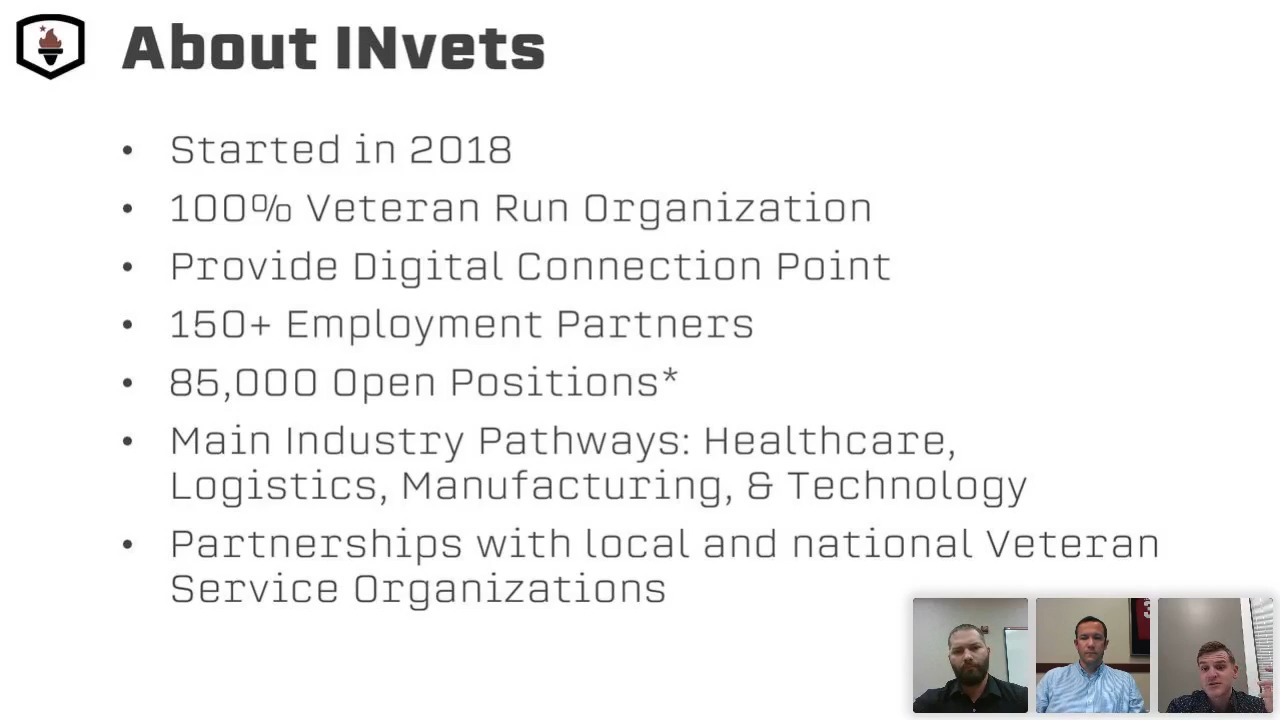 About INvets
• Started in 2018
• 100% Veteran Run Organization
• Provide Digital Connection Point
• 150+ Employment Partners
• 85,000 Open Positions*
• Main Industry Pathways: Healthcare,
Logistics, Manufacturing, & Technology
• Partnerships with local and national Veteran
Service Organizations
3